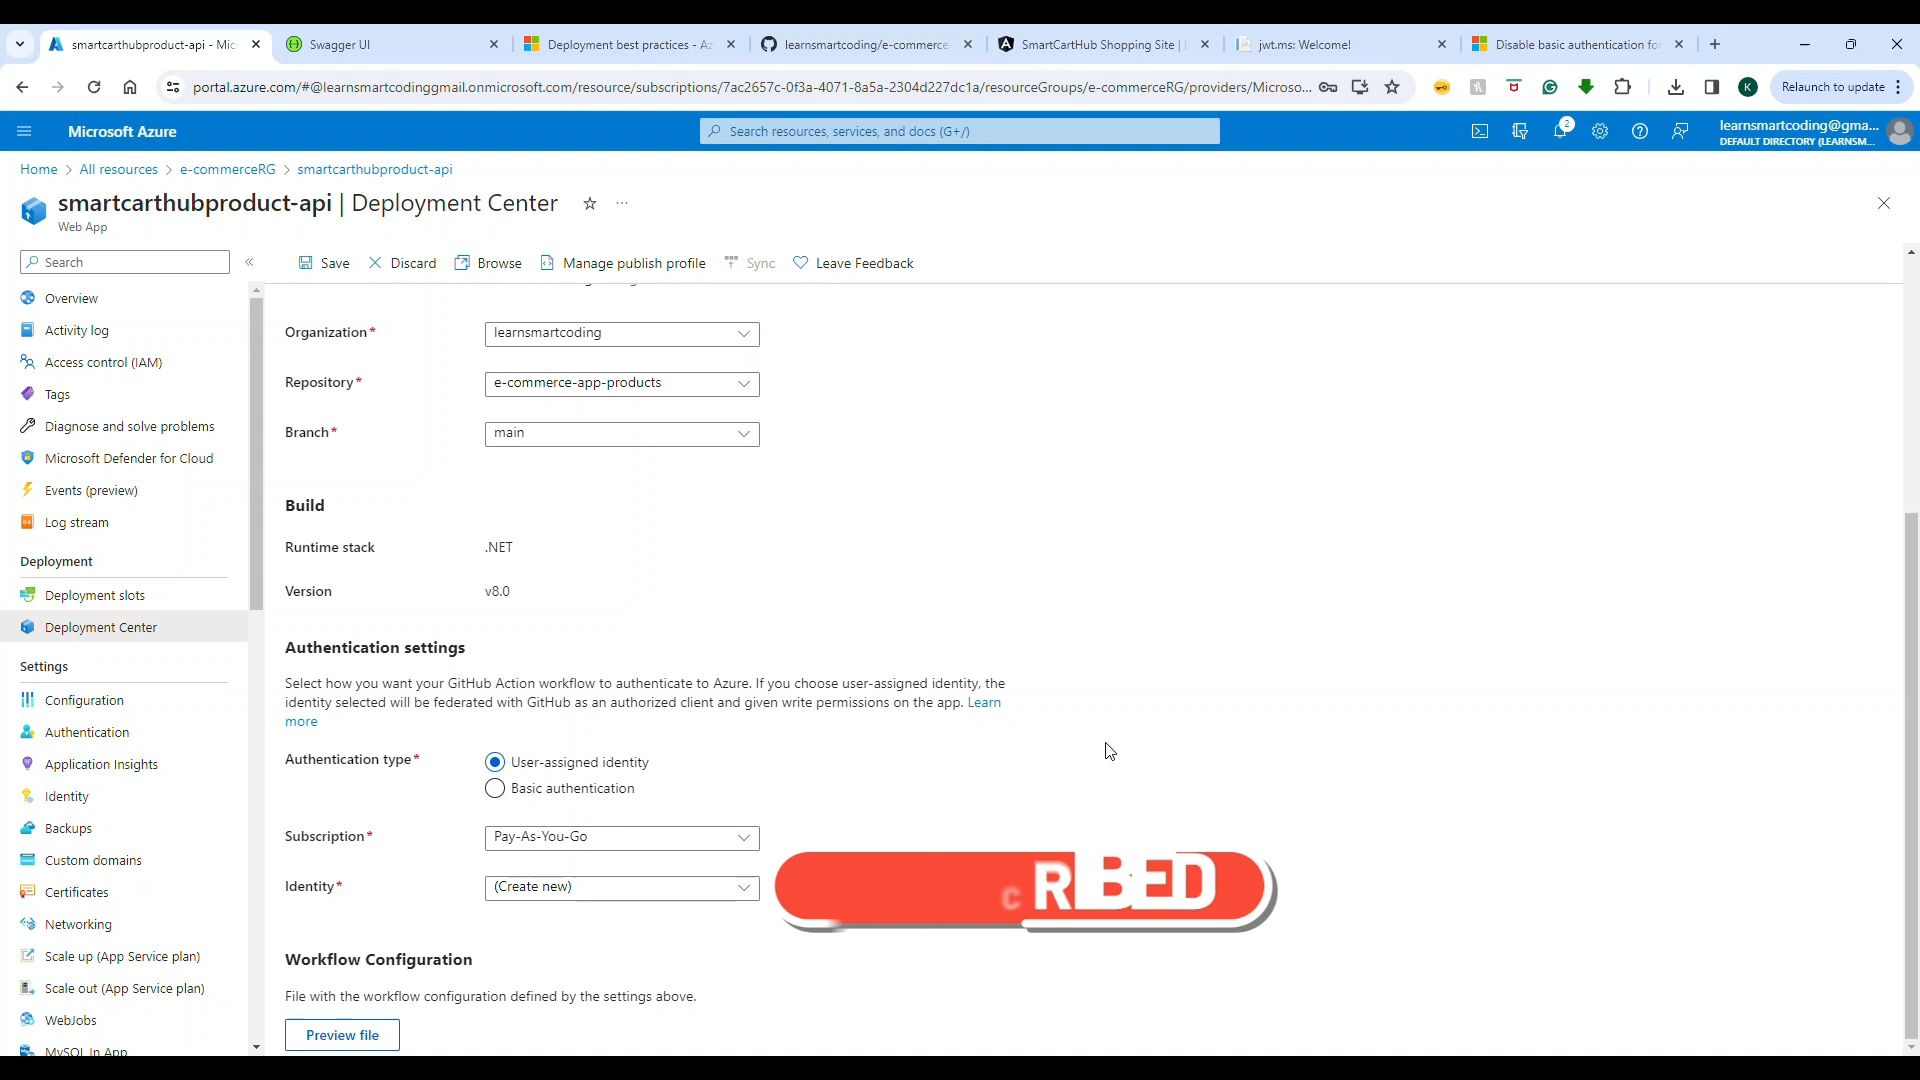 smartcarthubproduct-api - Mic
Swagger UI
Deployment best practices - Az
learnsmartcoding/e-commerce
SmartCartHub Shopping Site |
jwt.ms: Welcome!
Disable basic authentication for
portal.azure.com/#@learnsmartcodinggmail.onmicrosoft.com/resource/subscriptions/7ac2657c-0f3a-4071-8a5a-2304d227dc1a/resourceGroups/e-commerceRG/providers/Microso...
K
Relaunch to update
Microsoft Azure
Search resources, services, and docs (G+/)
2
learnsmartcoding@gma...
DEFAULT DIRECTORY (LEARNSM...
Home > All resources > e-commerceRG > smartcarthubproduct-api
smartcarthubproduct-api | Deployment Center
Web App
Search
Save
Discard
Browse
Manage publish profile
Sync
Leave Feedback
Overview
Activity log
Access control (IAM)
Tags
Diagnose and solve problems
Microsoft Defender for Cloud
Events (preview)
Log stream
Deployment
Deployment slots
Deployment Center
Settings
Configuration
Authentication
Application Insights
Identity
Backups
Custom domains
Certificates
Networking
Scale up (App Service plan)
Scale out (App Service plan)
WebJobs
MySQL In App
Organization*
learnsmartcoding
Repository*
e-commerce-app-products
Branch*
main
Build
Runtime stack
.NET
Version
v8.0
Authentication settings
Select how you want your GitHub Action workflow to authenticate to Azure. If you choose user-assigned identity, the
identity selected will be federated with GitHub as an authorized client and given write permissions on the app. Learn
more
Authentication type*
User-assigned identity
Basic authentication
Subscription*
Pay-As-You-Go
Identity*
(Create new)
CRIBED
Workflow Configuration
File with the workflow configuration defined by the settings above.
Preview file